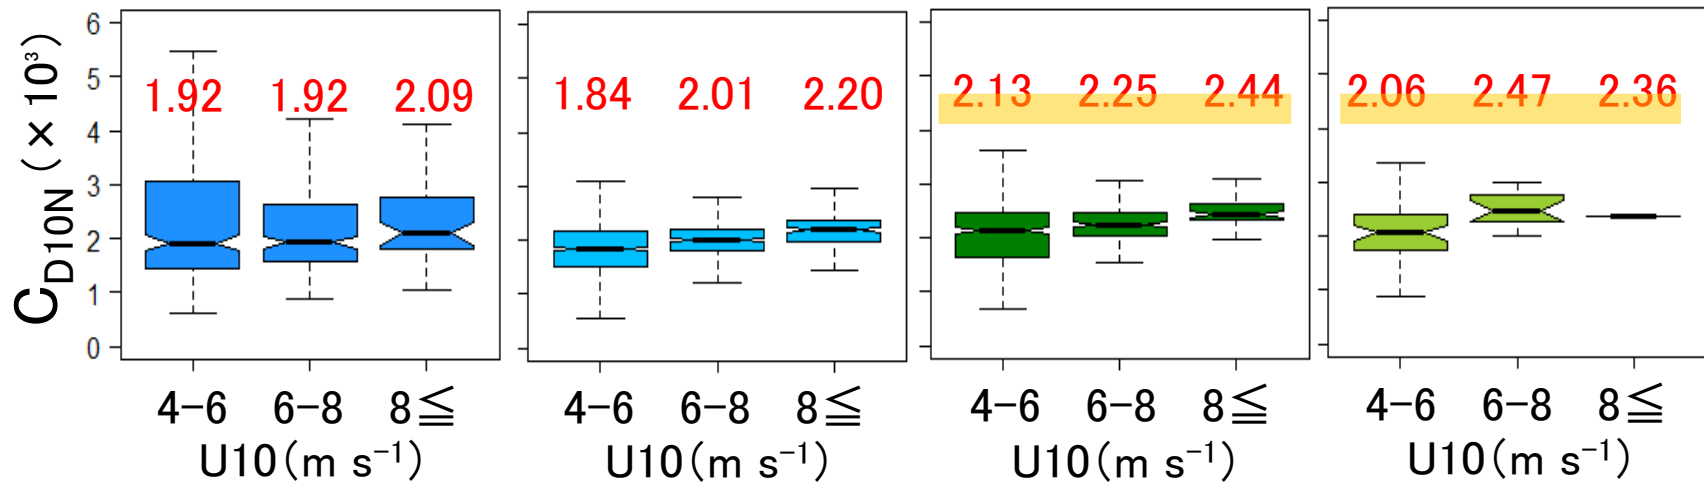 C_D10N (×10³)
6
5
4
3
2
1
0
1.92 1.92 2.09
1.84 2.01 2.20
2.13 2.25 2.44
2.06 2.47 2.36
4-6 6-8 8≦
4-6 6-8 8≦
4-6 6-8 8≦
4-6 6-8 8≦
U10(m s⁻¹)
U10(m s⁻¹)
U10(m s⁻¹)
U10(m s⁻¹)